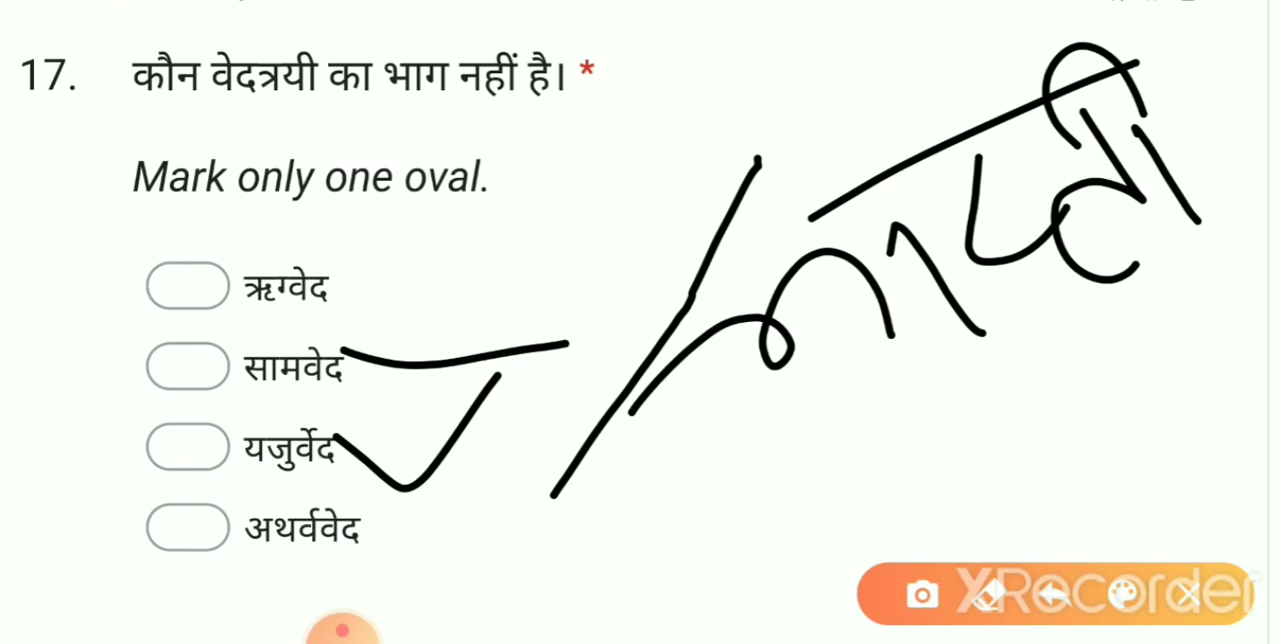 17. कौन वेदत्रयी का भाग नहीं है। *
Mark only one oval.
ऋग्वेद
सामवेद
यजुर्वेद
अथर्ववेद
XRecorder